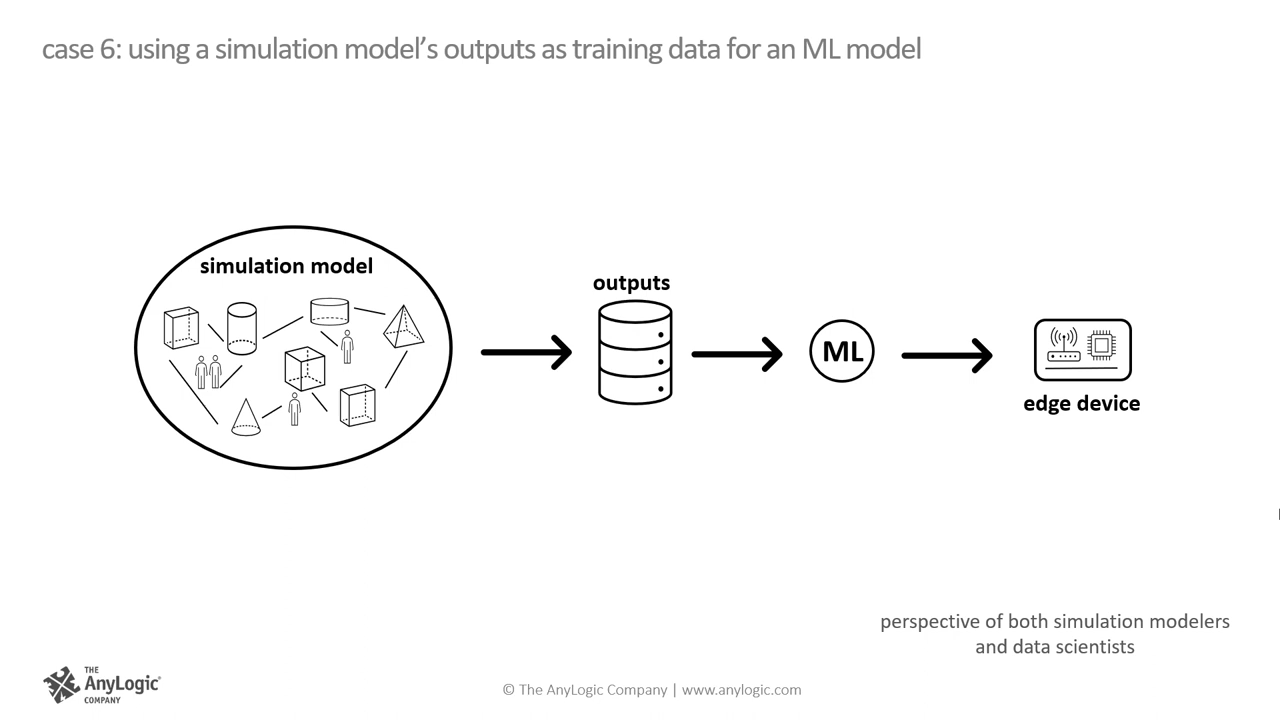 case 6: using a simulation model's outputs as training data for an ML model
simulation model
outputs
ML
edge device
perspective of both simulation modelers
and data scientists
THE
AnyLogic®
COMPANY
© The AnyLogic Company | www.anylogic.com